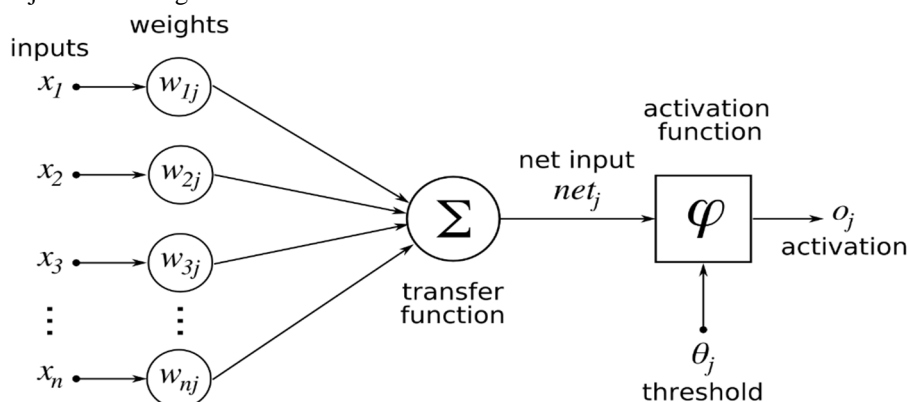 j
weights
inputs
x1
w1j
activation
function
x2
w2j
net input
netj
Σ
φ
oj
activation
x3
w3j
transfer
function
⋮ ⋮
θj
xn
wnj
threshold